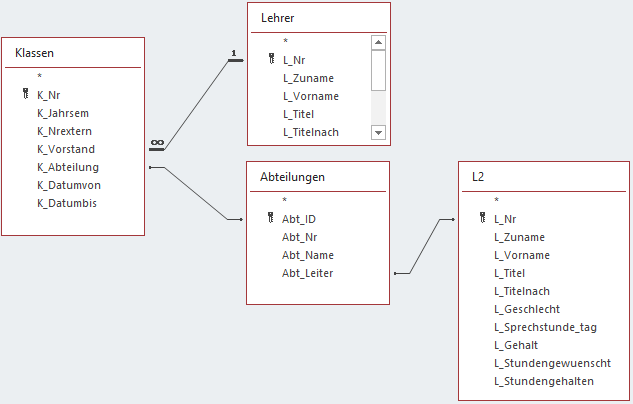 Klassen
*
K_Nr
K_Jahrsem
K_Nrextern
K_Vorstand
K_Abteilung
K_Datumvon
K_Datumbis
∞
1
Lehrer
*
L_Nr
L_Zuname
L_Vorname
L_Titel
L_Titelnach
Abteilungen
*
Abt_ID
Abt_Nr
Abt_Name
Abt_Leiter
L2
*
L_Nr
L_Zuname
L_Vorname
L_Titel
L_Titelnach
L_Geschlecht
L_Sprechstunde_tag
L_Gehalt
L_Stundengewuenscht
L_Stundengehalten